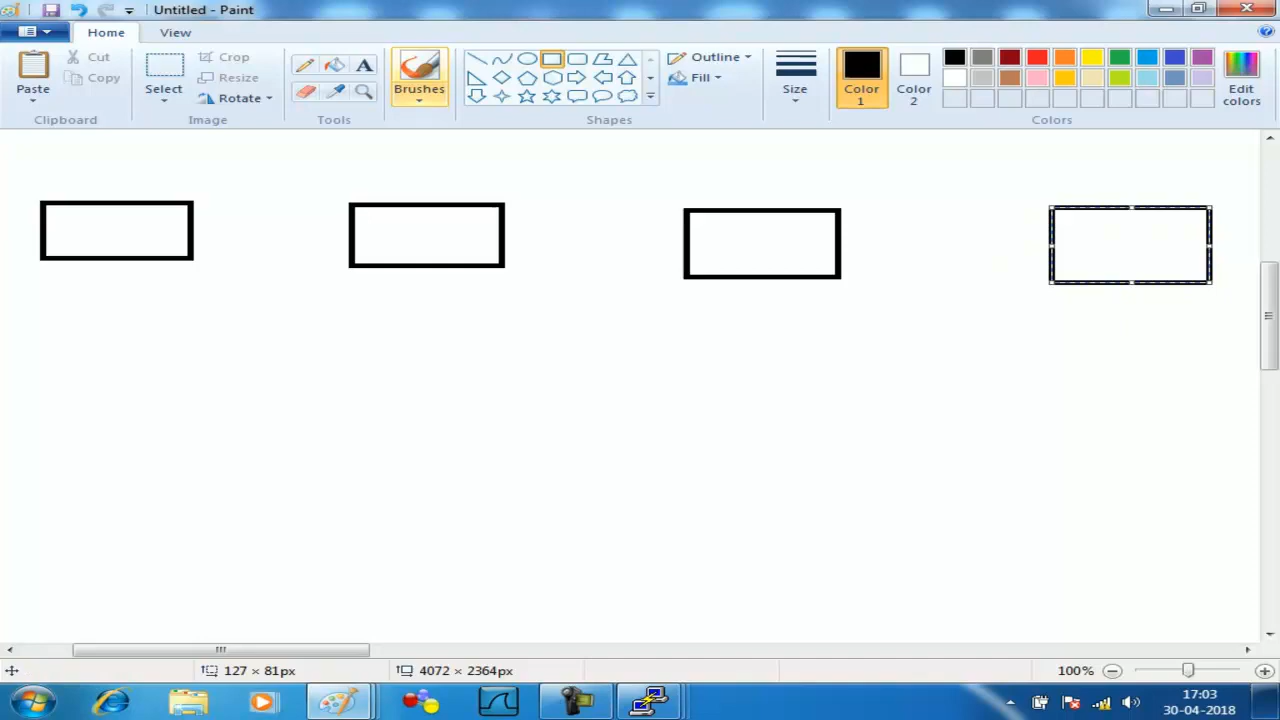 Untitled - Paint
Home View
Paste
Cut
Copy
Clipboard
Select
Crop
Resize
Rotate
Image
A
Tools
Brushes
Shapes
Outline
Fill
Size
Color 1
Color 2
Edit colors
Colors
127 × 81px
4072 × 2364px
100%
17:03
30-04-2018